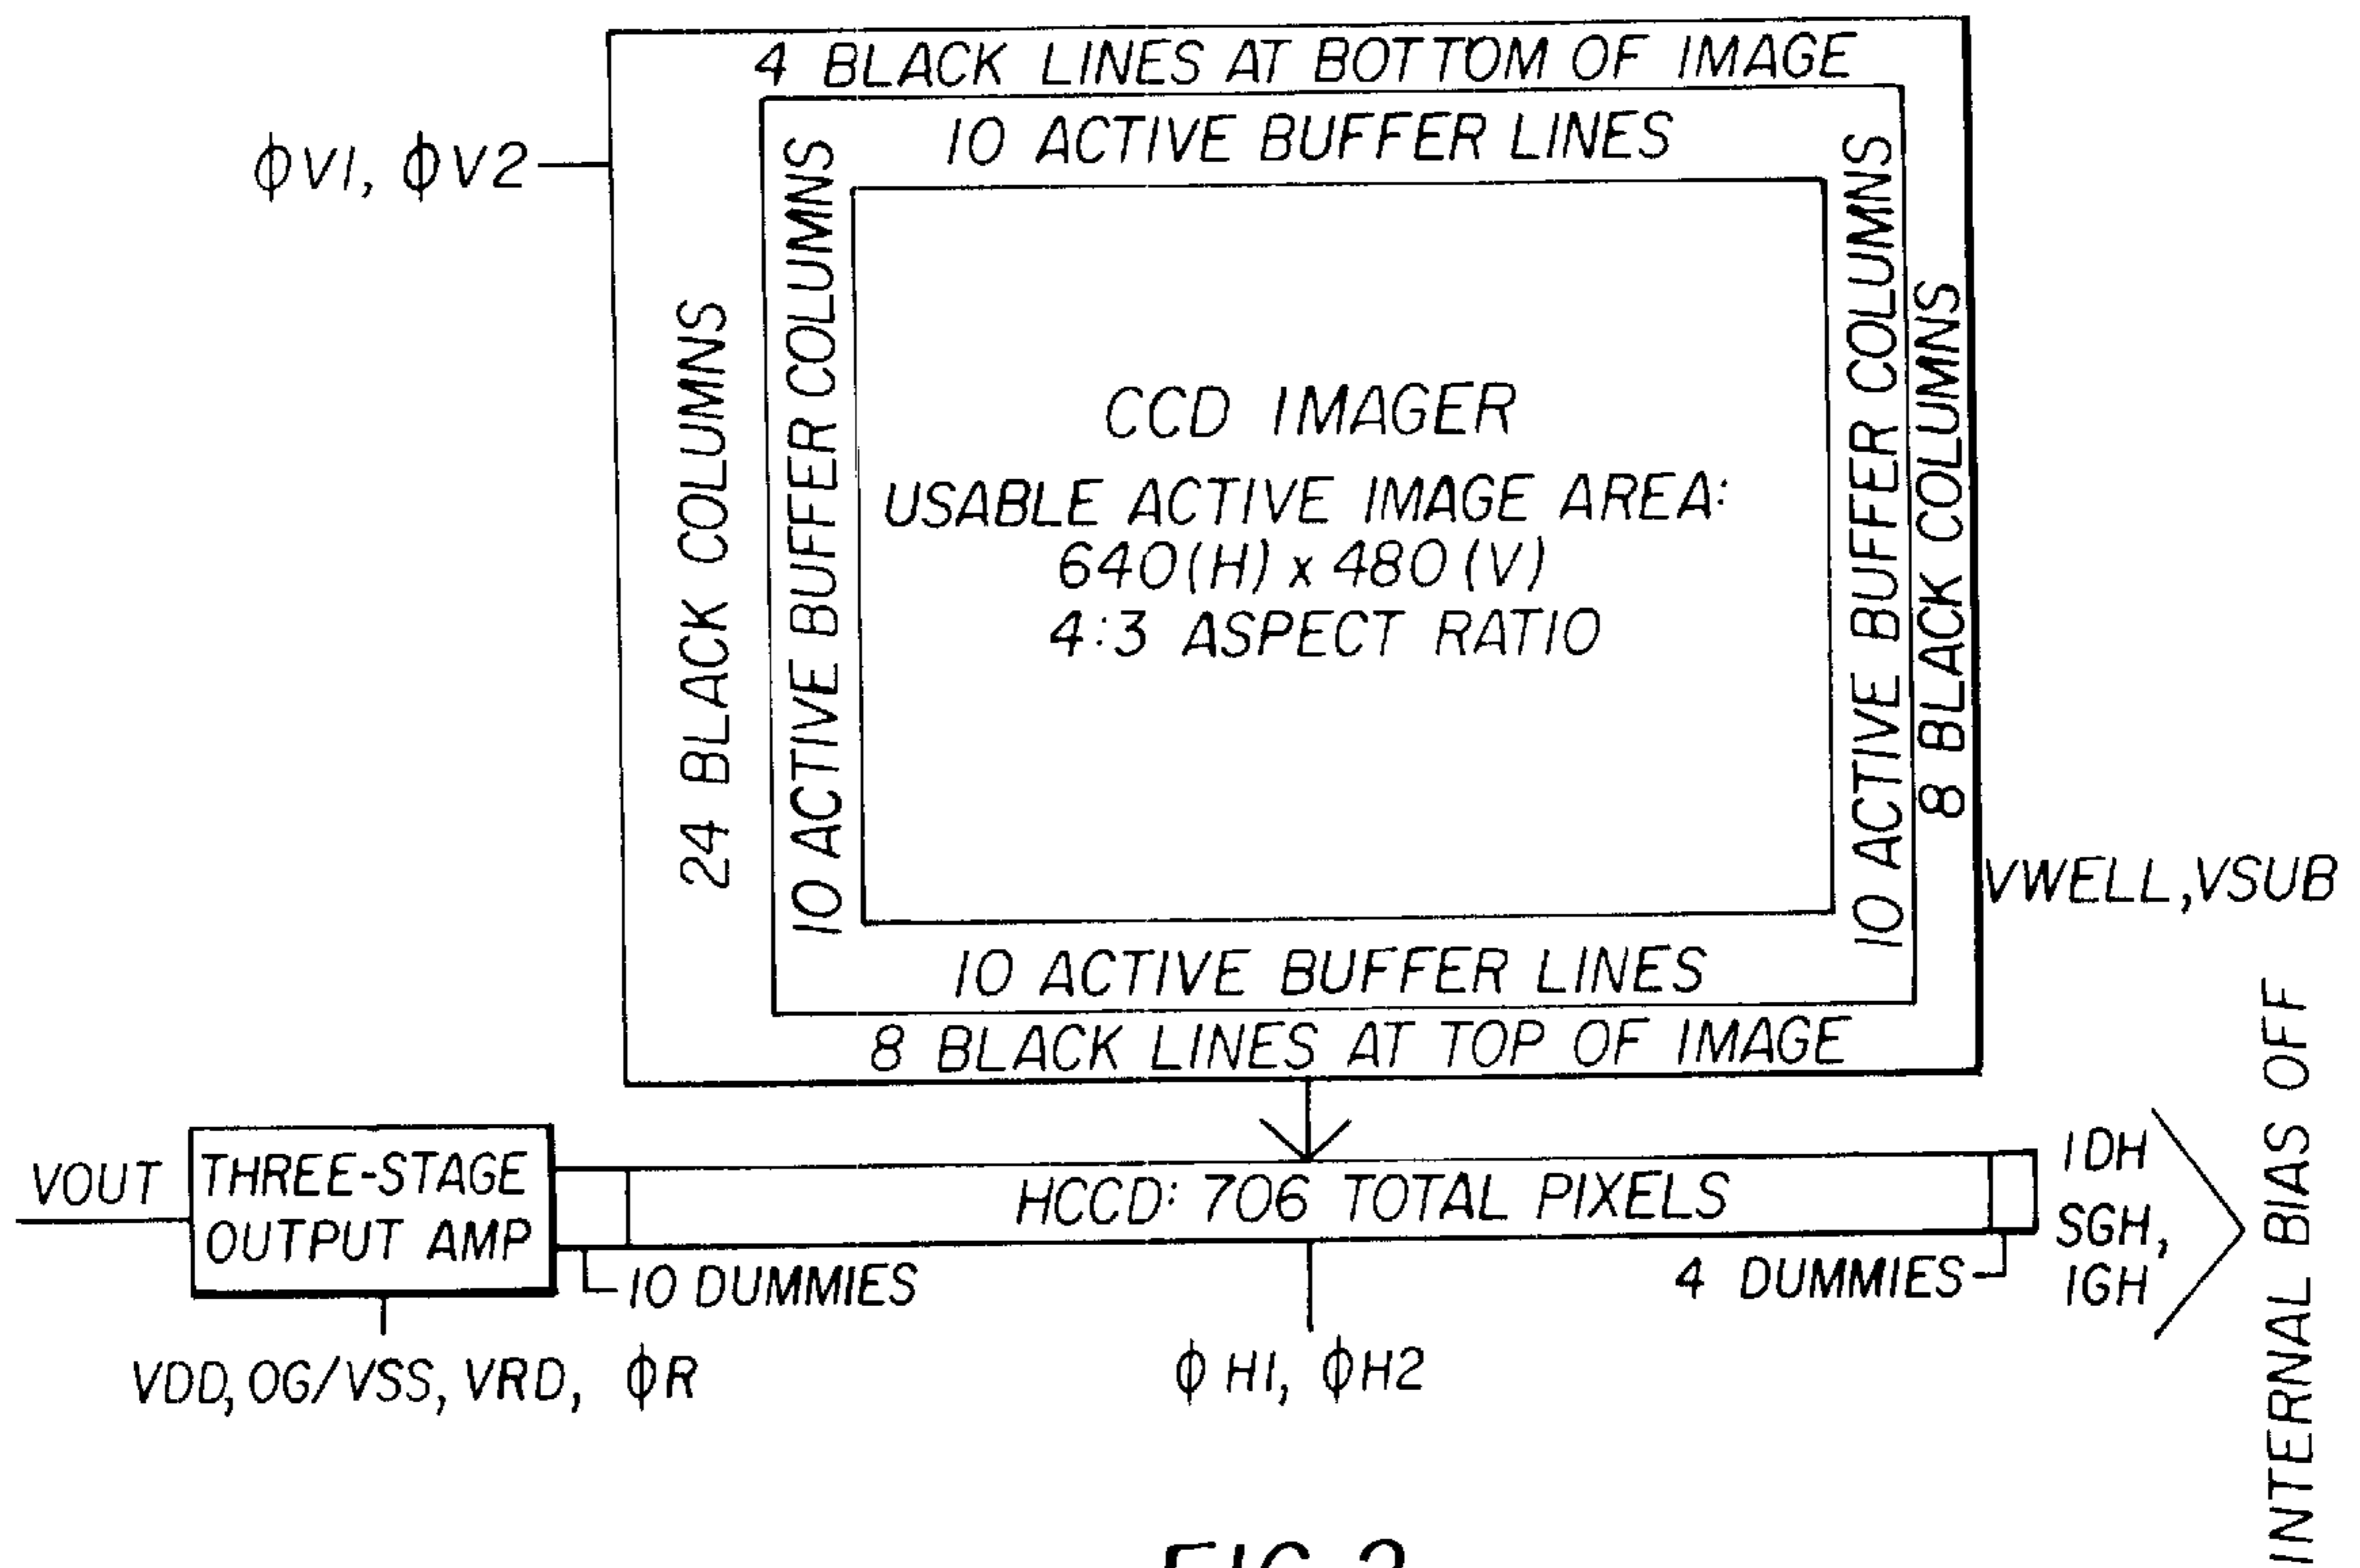 4 BLACK LINES AT BOTTOM OF IMAGE
10 ACTIVE BUFFER LINES
ϕV1, ϕV2
24 BLACK COLUMNS
10 ACTIVE BUFFER COLUMNS
CCD IMAGER
USABLE ACTIVE IMAGE AREA:
640(H) x 480(V)
4:3 ASPECT RATIO
10 ACTIVE BUFFER COLUMNS
8 BLACK COLUMNS
VWELL,VSUB
10 ACTIVE BUFFER LINES
8 BLACK LINES AT TOP OF IMAGE
VOUT
THREE-STAGE
OUTPUT AMP
HCCD: 706 TOTAL PIXELS
IDH
SGH,
IGH
INTERNAL BIAS OFF
10 DUMMIES
4 DUMMIES
VDD, OG/VSS, VRD, ϕR
ϕH1, ϕH2
FIG. 2